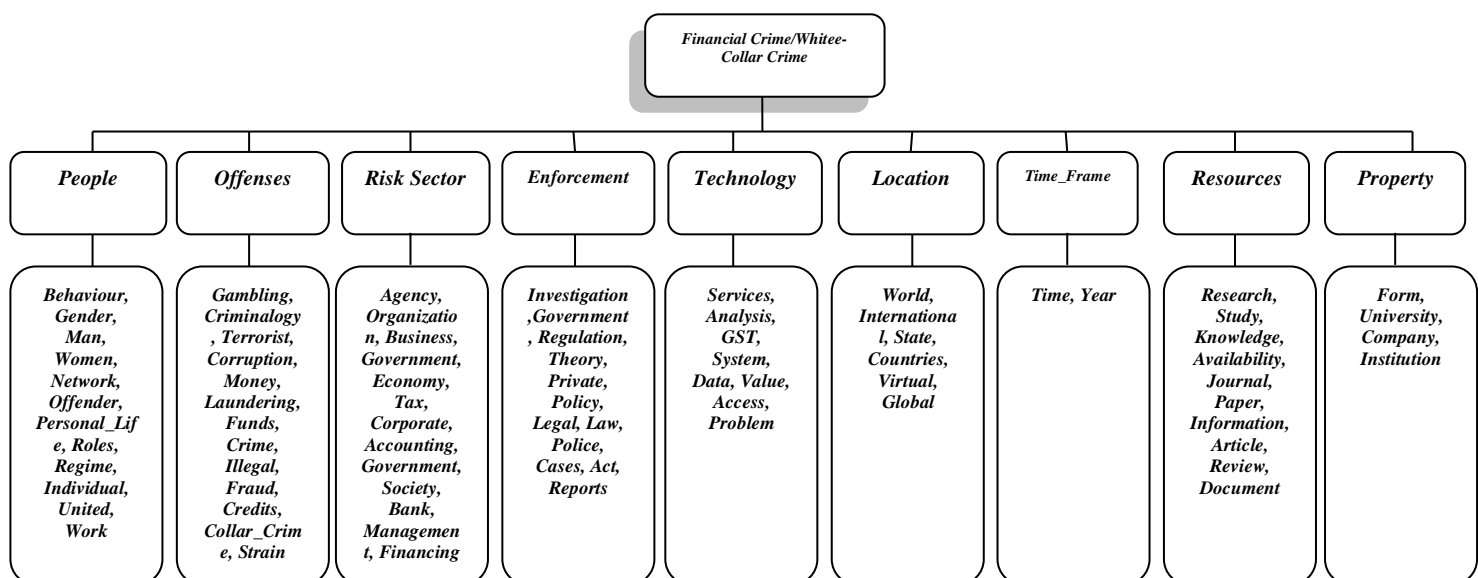 Financial Crime/Whitee-
Collar Crime
People
Offenses
Risk Sector
Enforcement
Technology
Location
Time_Frame
Resources
Property
Behaviour,
Gender,
Man,
Women,
Network,
Offender,
Personal_Lif
e, Roles,
Regime,
Individual,
United,
Work
Gambling,
Criminalogy
, Terrorist,
Corruption,
Money,
Laundering,
Funds,
Crime,
Illegal,
Fraud,
Credits,
Collar_Crim
e, Strain
Agency,
Organizatio
n, Business,
Government,
Economy,
Tax,
Corporate,
Accounting,
Government,
Society,
Bank,
Managemen
t, Financing
Investigation
,Government
, Regulation,
Theory,
Private,
Policy,
Legal, Law,
Police,
Cases, Act,
Reports
Services,
Analysis,
GST,
System,
Data, Value,
Access,
Problem
World,
Internationa
l, State,
Countries,
Virtual,
Global
Time, Year
Research,
Study,
Knowledge,
Availability,
Journal,
Paper,
Information,
Article,
Review,
Document
Form,
University,
Company,
Institution